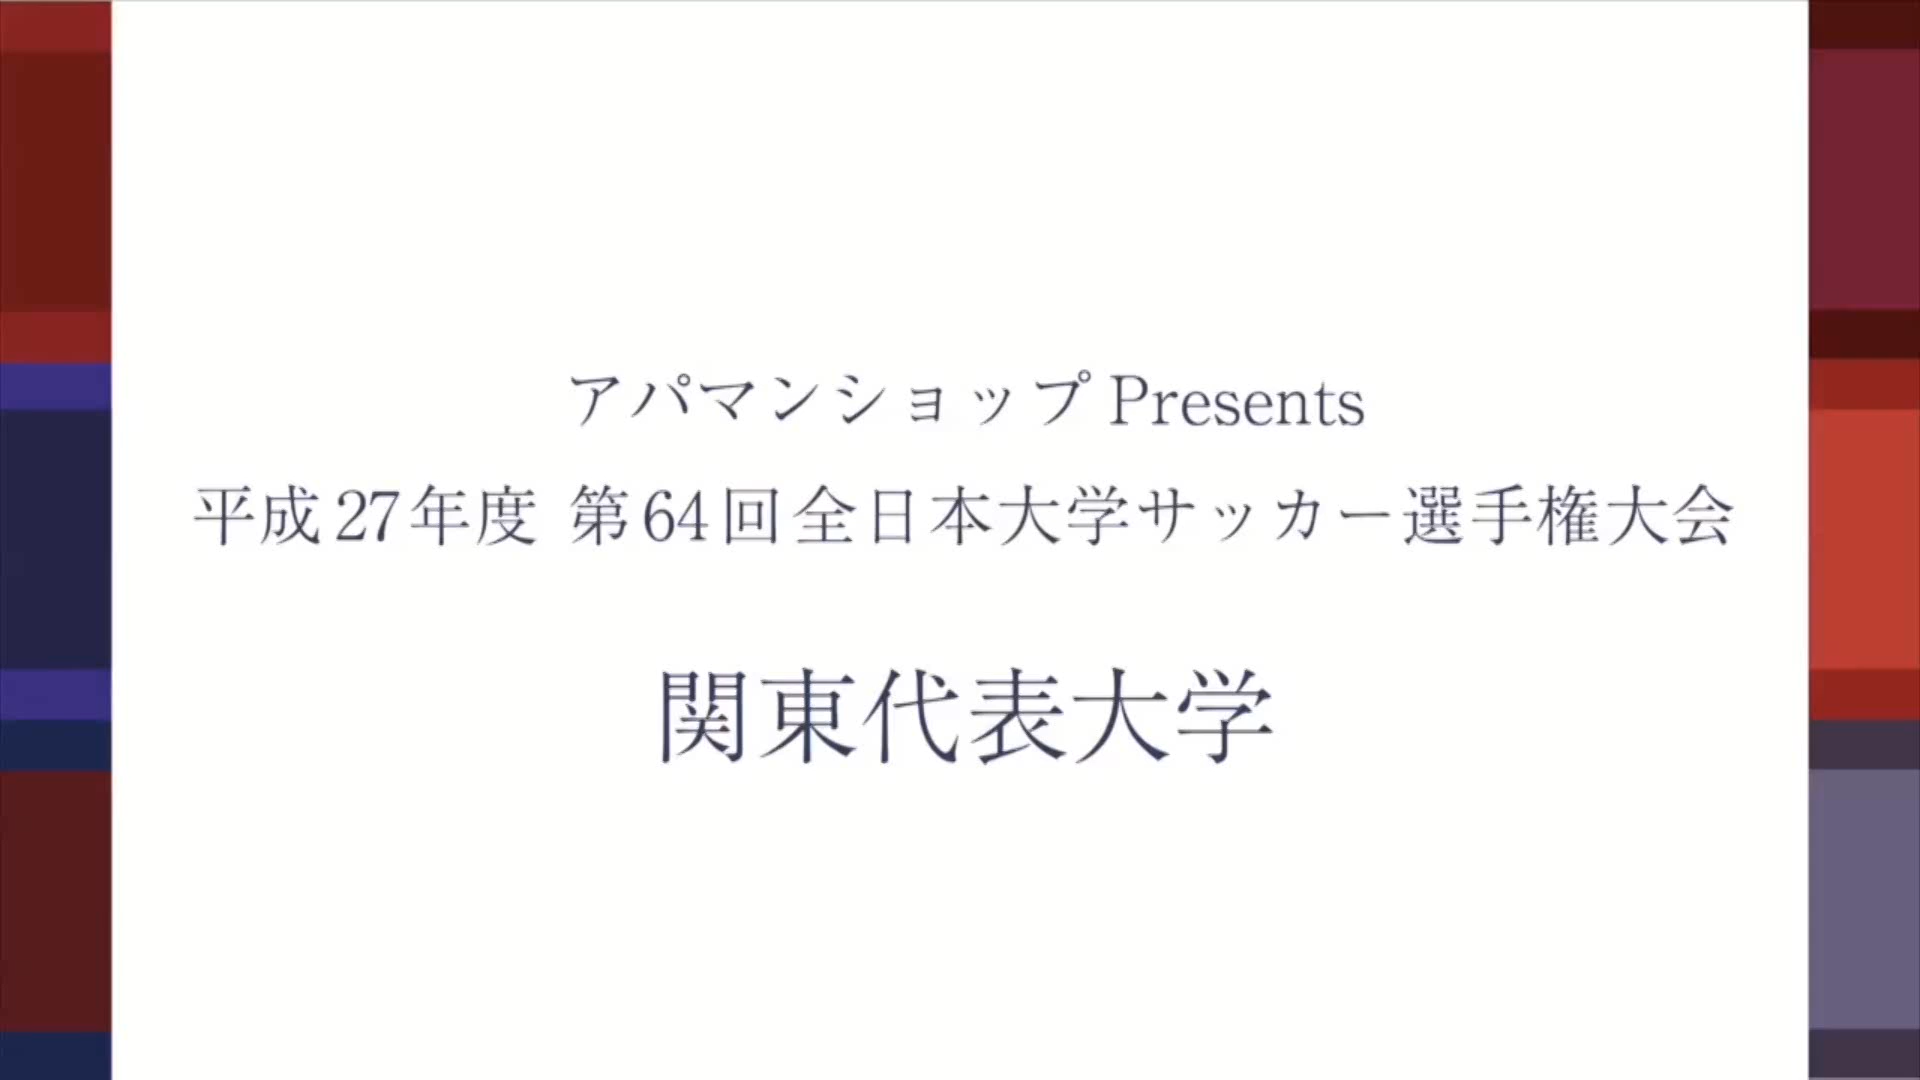 アパマンショップ Presents
平成27年度 第64回全日本大学サッカー選手権大会
関東代表大学